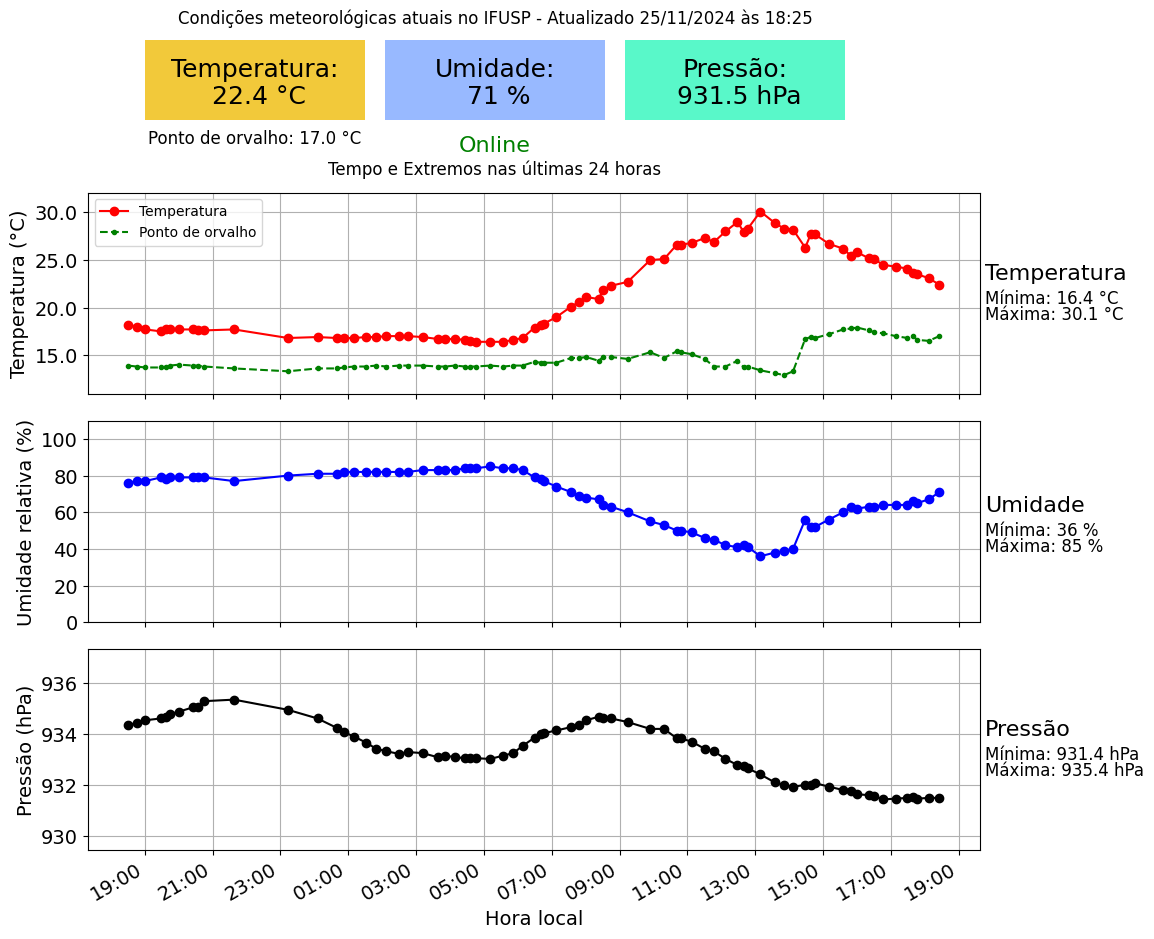 Condições meteorológicas atuais no IFUSP - Atualizado 25/11/2024 às 18:25
Temperatura:
22.4 °C
Umidade:
71 %
Pressão:
931.5 hPa
Ponto de orvalho: 17.0 °C
Online
Tempo e Extremos nas últimas 24 horas
Temperatura (°C)
30.0
25.0
20.0
15.0
Temperatura
Ponto de orvalho
Temperatura
Mínima: 16.4 °C
Máxima: 30.1 °C
Umidade relativa (%)
100
80
60
40
20
0
Umidade
Mínima: 36 %
Máxima: 85 %
Pressão (hPa)
936
934
932
930
Pressão
Mínima: 931.4 hPa
Máxima: 935.4 hPa
19:00 21:00 23:00 01:00 03:00 05:00 07:00 09:00 11:00 13:00 15:00 17:00 19:00
Hora local